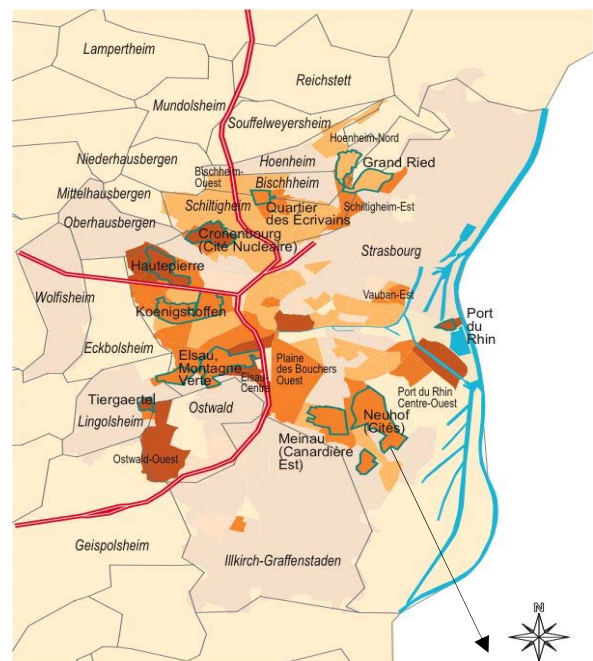 Lampertheim
Reichstett
Mundolsheim
Souffelweyersheim
Hoenheim-Nord
Niederhausbergen
Hoenheim
Grand Ried
Bischheim-
Ouest
Bischhheim
Mittelhausbergen
Schiltigheim
Quartier
des Écrivains
Schiltigheim-Est
Oberhausbergen
Cronenbourg
(Cité Nucléaire)
Strasbourg
Hautepierre
Wolfisheim
Vauban-Est
Koenigshoffen
Port
du
Rhin
Eckbolsheim
Elsau,
Montagne
Verte
Elsau-
Centre
Plaine
des Bouchers
Ouest
Port du Rhin
Centre-Ouest
Tiergaertel
Ostwald
Lingolsheim
Neuhof
(Cités)
Meinau
(Canardière
Est)
Ostwald-Ouest
Geispolsheim
Illkirch-Graffenstaden
N